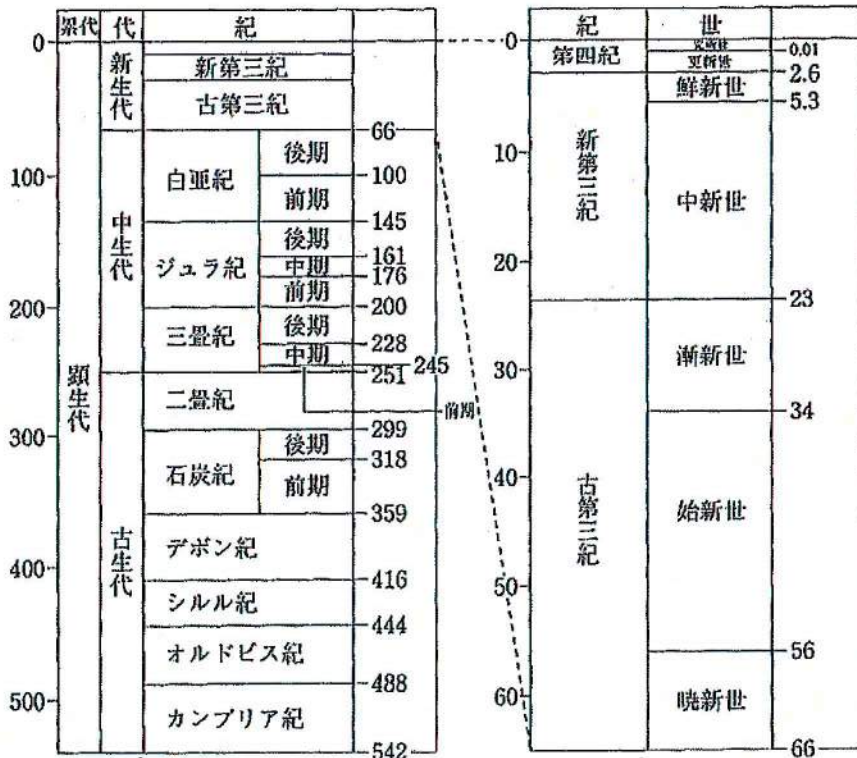 累代 代 紀
0
新生代
新第三紀
古第三紀
66
中生代
白亜紀 後期
100
100
前期
145
ジュラ紀 後期
161
中期
176
前期
200
200
三畳紀 後期
228
中期
245
前期
251
顕生代
古生代
二畳紀
299
300
石炭紀 後期
318
前期
359
デボン紀
400
416
シルル紀
444
オルドビス紀
488
500
カンブリア紀
542
紀 世
0
第四紀
0.01
2.6
鮮新世
5.3
10
新第三紀
中新世
20
23
漸新世
30
34
40
古第三紀
始新世
50
56
60
暁新世
66